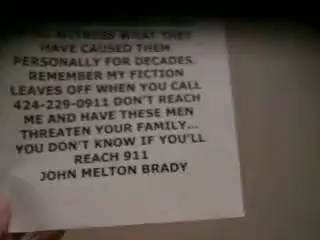 WHAT THEY
HAVE CAUSED THEM
PERSONALLY FOR DECADES.
REMEMBER MY FICTION
LEAVES OFF WHEN YOU CALL
424-229-0911 DON'T REACH
ME AND HAVE THESE MEN
THREATEN YOUR FAMILY...
YOU DON'T KNOW IF YOU'LL
REACH 911
JOHN MELTON BRADY